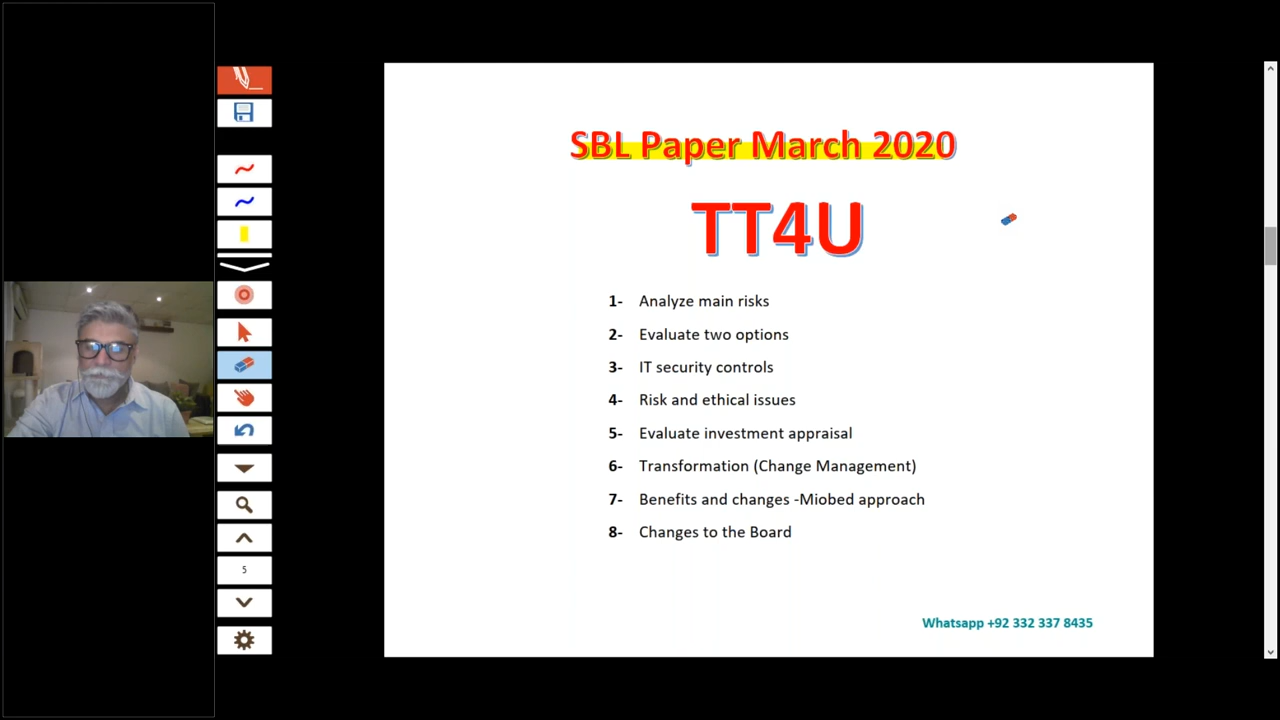 SBL Paper March 2020
TT4U
1- Analyze main risks
2- Evaluate two options
3- IT security controls
4- Risk and ethical issues
5- Evaluate investment appraisal
6- Transformation (Change Management)
7- Benefits and changes -Miobed approach
8- Changes to the Board
5
Whatsapp +92 332 337 8435